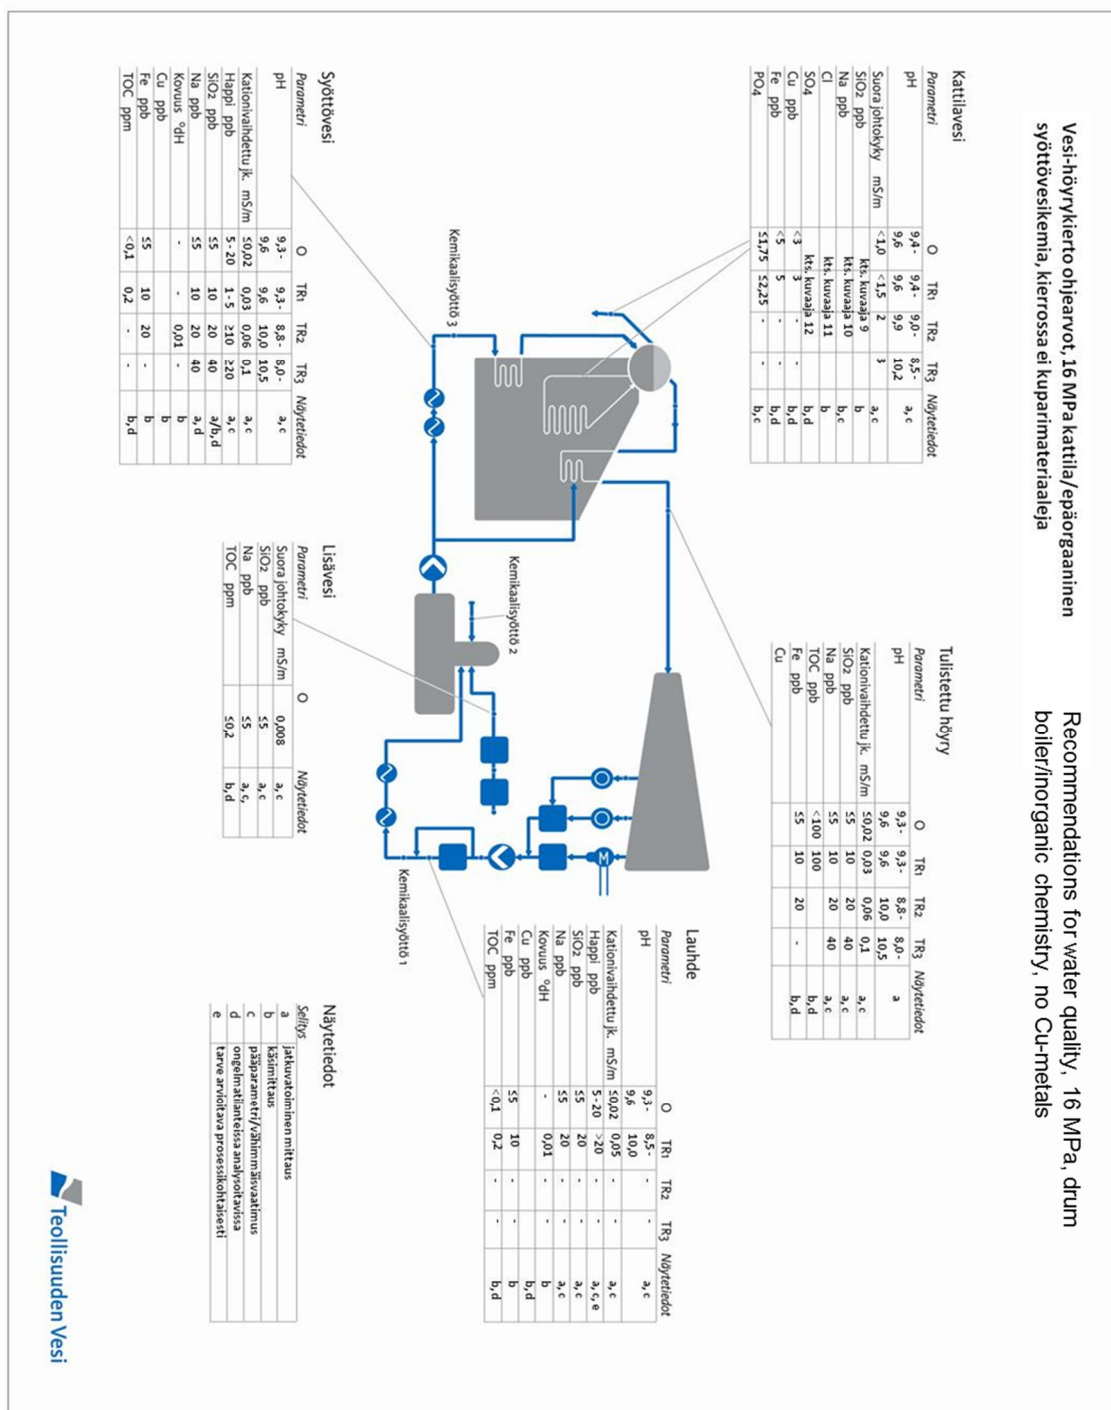 Vesi-höyrykierto ohjearvot, 16 MPa kattila/epäorgaaninen
syöttövesikemia, kierrossa ei kuparimateriaaleja
Recommendations for water quality, 16 MPa, drum
boiler/inorganic chemistry, no Cu-metals
Kattilavesi
Parametri O TR1 TR2 TR3 Näytetiedot
pH 9,4- 9,6 9,4- 9,6 9,0- 9,9 8,5- 10,2 a, c
Suora johtokyky mS/m <1,0 <1,5 2 3 a, c
SiO2 ppb kts. kuvaaja 9 b
Na ppb kts. kuvaaja 10 b,c
Cl kts. kuvaaja 11 b
SO4 kts. kuvaaja 12 b,d
Cu ppb <3 3 - - b,d
Fe ppb <5 5 - - b,d
PO4 ≤1,75 ≤2,25 - - b,c
Tulistettu höyry
Parametri O TR1 TR2 TR3 Näytetiedot
pH 9,3- 9,6 9,3- 9,6 8,8- 10,0 8,0- 10,5 a
Kationivaihdettu jk. mS/m ≤0,02 0,03 0,06 0,1 a, c
SiO2 ppb ≤5 10 20 40 a, c
Na ppb ≤5 10 20 40 a, c
TOC ppb <100 100 b,d
Fe ppb ≤5 10 20 - b,d
Cu
Kemikaalisyöttö 3
Kemikaalisyöttö 2
M
Kemikaalisyöttö 1
Syöttövesi
Parametri O TR1 TR2 TR3 Näytetiedot
pH 9,3- 9,6 9,3- 9,6 8,8- 10,0 8,0- 10,5 a, c
Kationivaihdettu jk. mS/m ≤0,02 0,03 0,06 0,1 a, c
Happi ppb 5 - 20 1 - 5 ≥10 ≥20 a, c
SiO2 ppb ≤5 10 20 40 a/b,d
Na ppb ≤5 10 20 40 a,d
Kovuus °dH - - 0,01 b
Cu ppb b
Fe ppb ≤5 10 20 - b
TOC ppm <0,1 0,2 - - b,d
Lisävesi
Parametri O Näytetiedot
Suora johtokyky mS/m 0,008 a, c
SiO2 ppb ≤5 a, c
Na ppb ≤5 a, c,
TOC ppm ≤0,2 b,d
Lauhde
Parametri O TR1 TR2 TR3 Näytetiedot
pH 9,3- 9,6 8,5- 10,0 - - a, c
Kationivaihdettu jk. mS/m ≤0,02 0,05 - - a, c
Happi ppb 5 - 20 >20 - - a, c, e
SiO2 ppb ≤5 20 - - a, c
Na ppb ≤5 20 - - a, c
Kovuus °dH - 0,01 - - b
Cu ppb b,d
Fe ppb ≤5 10 - - b
TOC ppm <0,1 0,2 - - b,d
Näytetiedot
Selitys
a jatkuvatoiminen mittaus
b käsimittaus
c pääparametri/vähimmäisvaatimus
d ongelmatilanteissa analysoitavissa
e tarve arvioitava prosessikohtaisesti
Teollisuuden Vesi